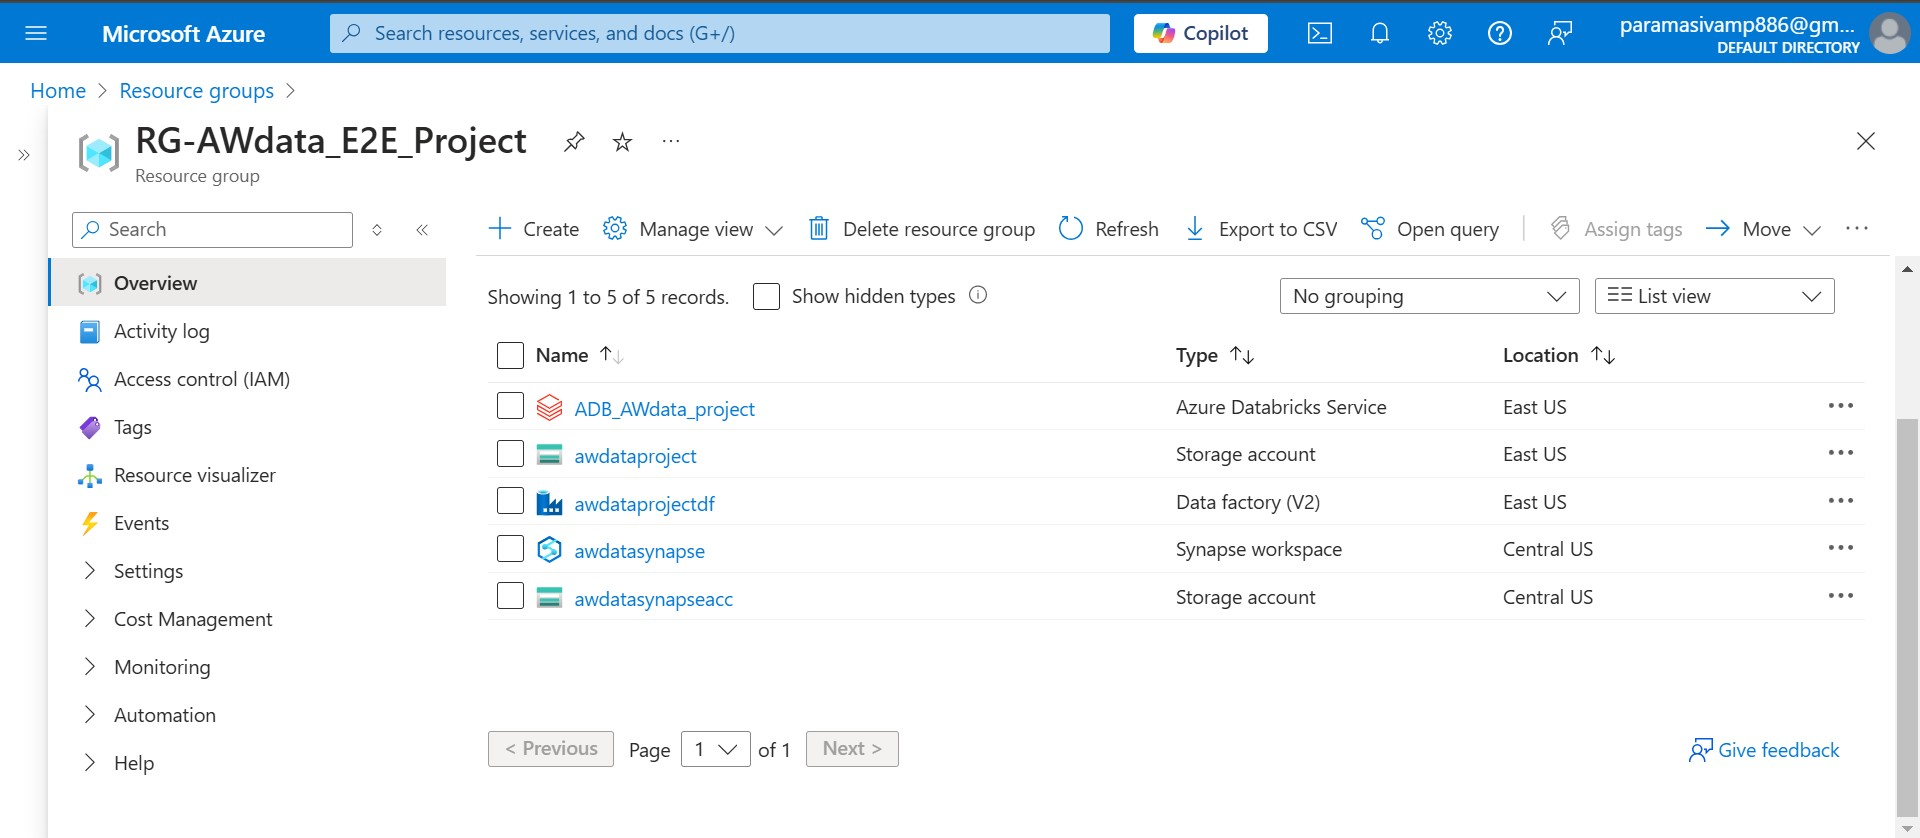 Microsoft Azure
Search resources, services, and docs (G+/)
Copilot
paramasivamp886@gm...
DEFAULT DIRECTORY
Home > Resource groups >
RG-AWdata_E2E_Project
Resource group
Search
Create Manage view Delete resource group Refresh Export to CSV Open query Assign tags Move
Overview
Activity log
Access control (IAM)
Tags
Resource visualizer
Events
Settings
Cost Management
Monitoring
Automation
Help
Showing 1 to 5 of 5 records. Show hidden types No grouping List view
Name Type Location
ADB_AWdata_project Azure Databricks Service East US
awdataproject Storage account East US
awdataprojectdf Data factory (V2) East US
awdatasynapse Synapse workspace Central US
awdatasynapseacc Storage account Central US
< Previous Page 1 of 1 Next > Give feedback